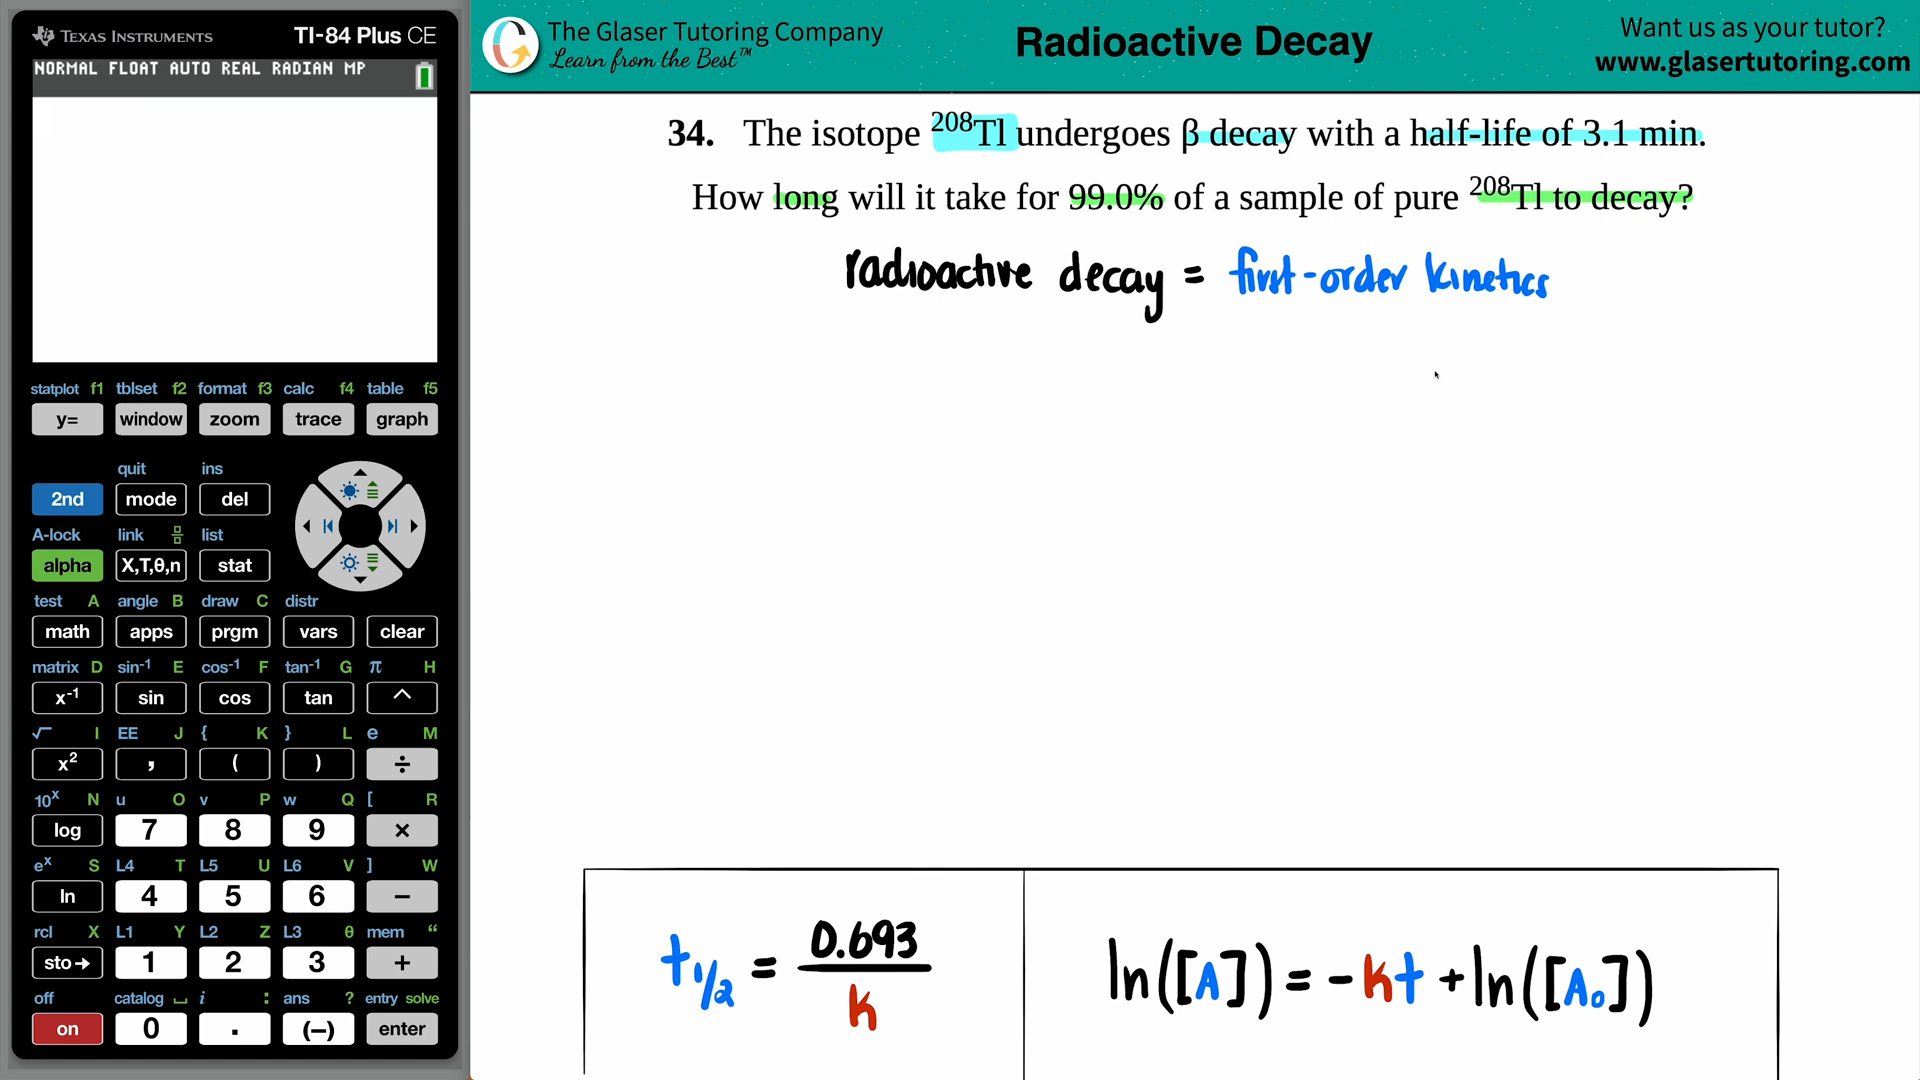 TEXAS INSTRUMENTS TI-84 Plus CE
NORMAL FLOAT AUTO REAL RADIAN MP
statplot f1 tblset f2 format f3 calc f4 table f5
y= window zoom trace graph
quit ins
2nd mode del
A-lock link list
alpha X,T,θ,n stat
test A angle B draw C distr
math apps prgm vars clear
matrix D sin⁻¹ E cos⁻¹ F tan⁻¹ G π H
x⁻¹ sin cos tan ^
√ I EE J { K } L e M
x² , ( ) ÷
10ˣ N u O v P w Q [ R
log 7 8 9 ×
eˣ S L4 T L5 U L6 V ] W
ln 4 5 6 −
rcl X L1 Y L2 Z L3 θ mem “
sto→ 1 2 3 +
off catalog ⎵ i : ans ? entry solve
on 0 . (−) enter
The Glaser Tutoring Company
Learn from the Best™
Radioactive Decay
Want us as your tutor?
www.glasertutoring.com
34. The isotope ²⁰⁸Tl undergoes β decay with a half-life of 3.1 min.
How long will it take for 99.0% of a sample of pure ²⁰⁸Tl to decay?
radioactive decay = first-order kinetics
t1/2 = 0.693 / k
ln([A]) = -kt + ln([A₀])